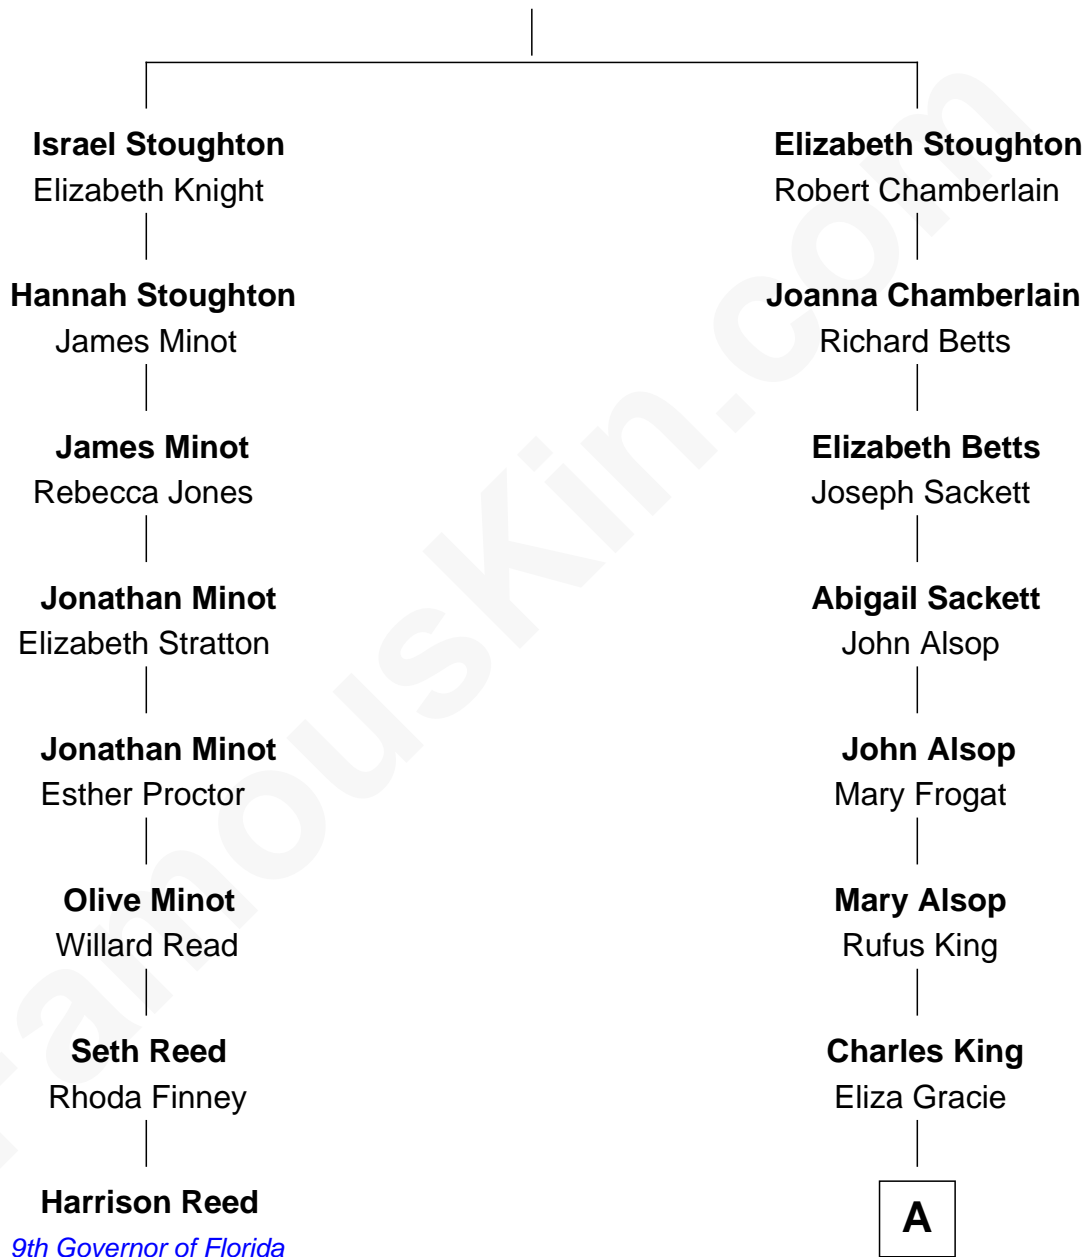 Israel Stoughton
Elizabeth Knight
Hannah Stoughton
James Minot
James Minot
Rebecca Jones
Jonathan Minot
Elizabeth Stratton
Jonathan Minot
Esther Proctor
Olive Minot
Willard Read
Seth Reed
Rhoda Finney
Harrison Reed
9th Governor of Florida
Elizabeth Stoughton
Robert Chamberlain
Joanna Chamberlain
Richard Betts
Elizabeth Betts
Joseph Sackett
Abigail Sackett
John Alsop
John Alsop
Mary Frogat
Mary Alsop
Rufus King
Charles King
Eliza Gracie
A
FamousKin.com